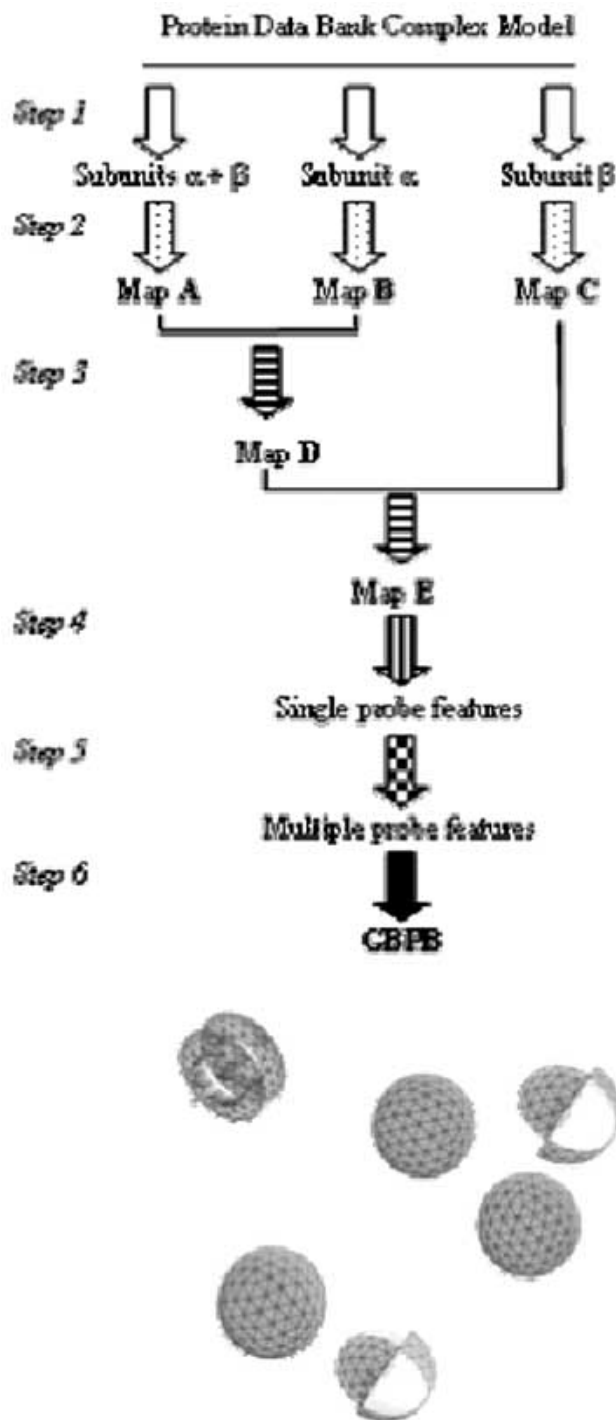 Protein Data Bank Complex Model
Step 1
Subunits α + β Subunit α Subunit β
Step 2
Map A Map B Map C
Step 3
Map D
Map E
Step 4
Single probe features
Step 5
Multiple probe features
Step 6
CBPB